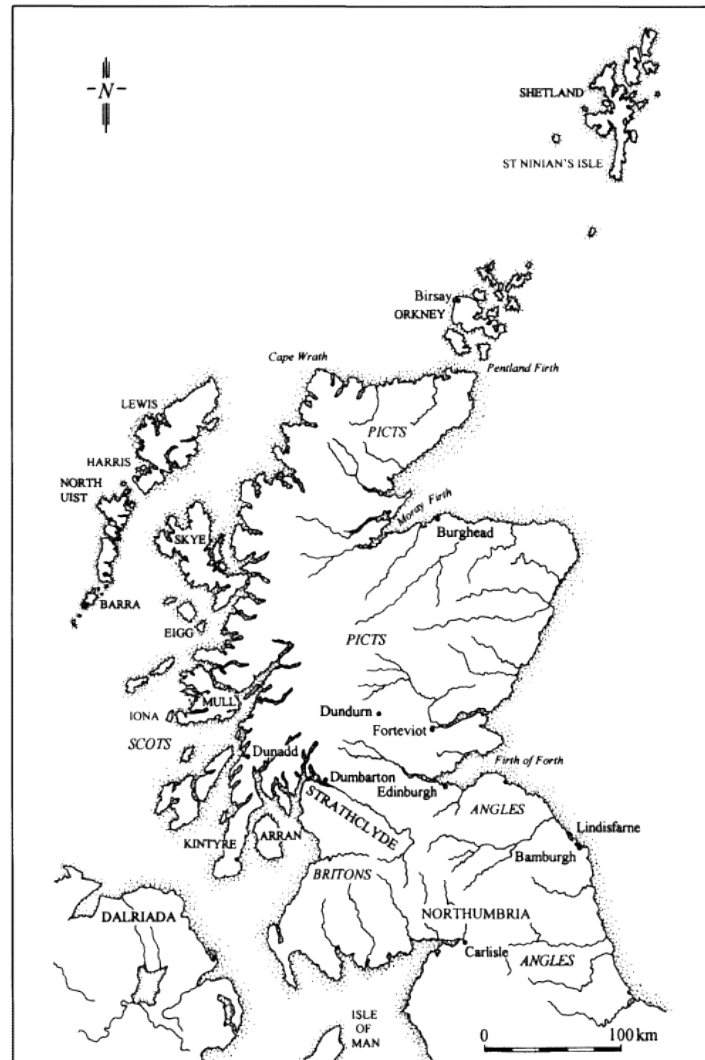 -N-
SHETLAND
ST NINIAN'S ISLE
Birsay
ORKNEY
Cape Wrath
Pentland Firth
LEWIS
PICTS
HARRIS
NORTH
UIST
Moray Firth
Burghead
SKYE
BARRA
EIGG
PICTS
MULL
IONA
Dundurn
Forteviot
SCOTS
Dunadd
Firth of Forth
Dumbarton
Edinburgh
STRATHCLYDE
ANGLES
Lindisfarne
KINTYRE
ARRAN
Bamburgh
BRITONS
DALRIADA
NORTHUMBRIA
Carlisle
ANGLES
ISLE
OF
MAN
0 100 km